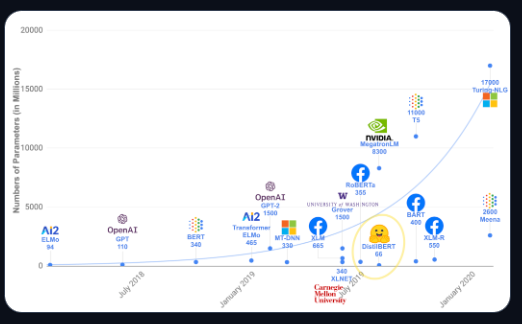 20000
15000
10000
5000
0
Numbers of Parameters (in Millions)
Ai2
ELMo
94
OpenAI
GPT
110
BERT
340
Ai2
Transformer
ELMo
465
OpenAI
GPT-2
1500
MT-DNN
330
XLM
665
W
UNIVERSITY OF WASHINGTON
Grover
1500
340
XLNET
Carnegie
Mellon
University
RoBERTa
355
NVIDIA.
MegatronLM
8300
DistilBERT
66
11000
T5
BART
400
XLM-R
550
17000
Turing-NLG
2600
Meena
July 2018
January 2019
July 2019
January 2020